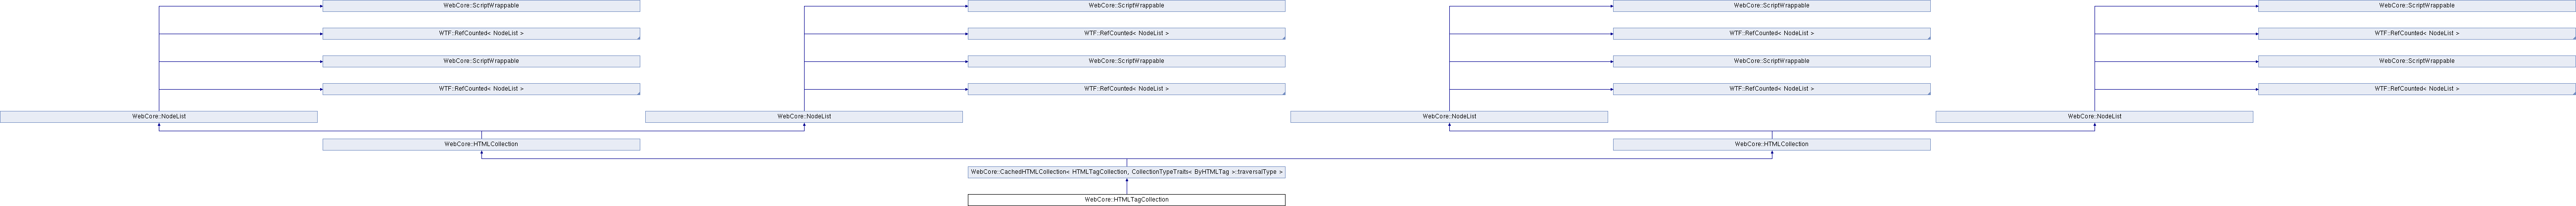 WebCore::ScriptWrappable
WebCore::ScriptWrappable
WebCore::ScriptWrappable
WebCore::ScriptWrappable
WTF::RefCounted< NodeList >
WTF::RefCounted< NodeList >
WTF::RefCounted< NodeList >
WTF::RefCounted< NodeList >
WebCore::ScriptWrappable
WebCore::ScriptWrappable
WebCore::ScriptWrappable
WebCore::ScriptWrappable
WTF::RefCounted< NodeList >
WTF::RefCounted< NodeList >
WTF::RefCounted< NodeList >
WTF::RefCounted< NodeList >
WebCore::NodeList
WebCore::NodeList
WebCore::NodeList
WebCore::NodeList
WebCore::HTMLCollection
WebCore::HTMLCollection
WebCore::CachedHTMLCollection< HTMLTagCollection, CollectionTypeTraits< ByHTMLTag >::traversalType >
WebCore::HTMLTagCollection